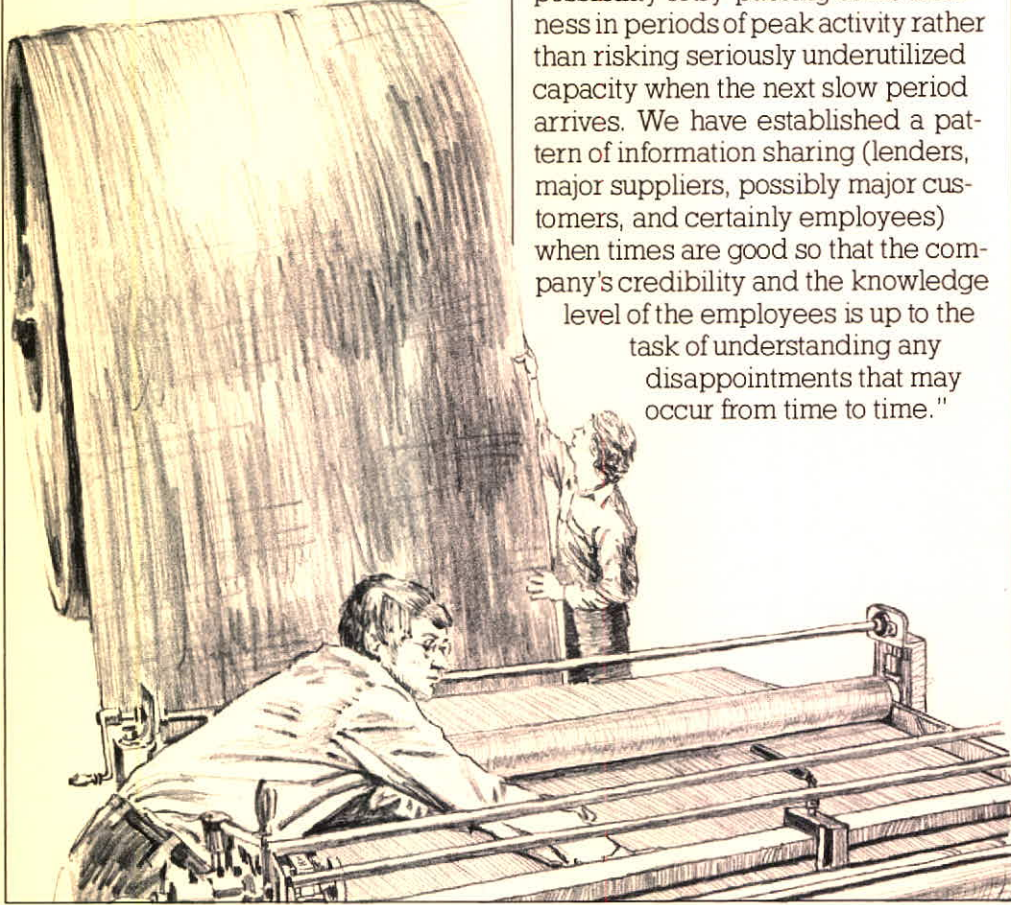 ness in periods of peak activity rather
than risking seriously underutilized
capacity when the next slow period
arrives. We have established a pat-
tern of information sharing (lenders,
major suppliers, possibly major cus-
tomers, and certainly employees)
when times are good so that the com-
pany's credibility and the knowledge
level of the employees is up to the
task of understanding any
disappointments that may
occur from time to time."